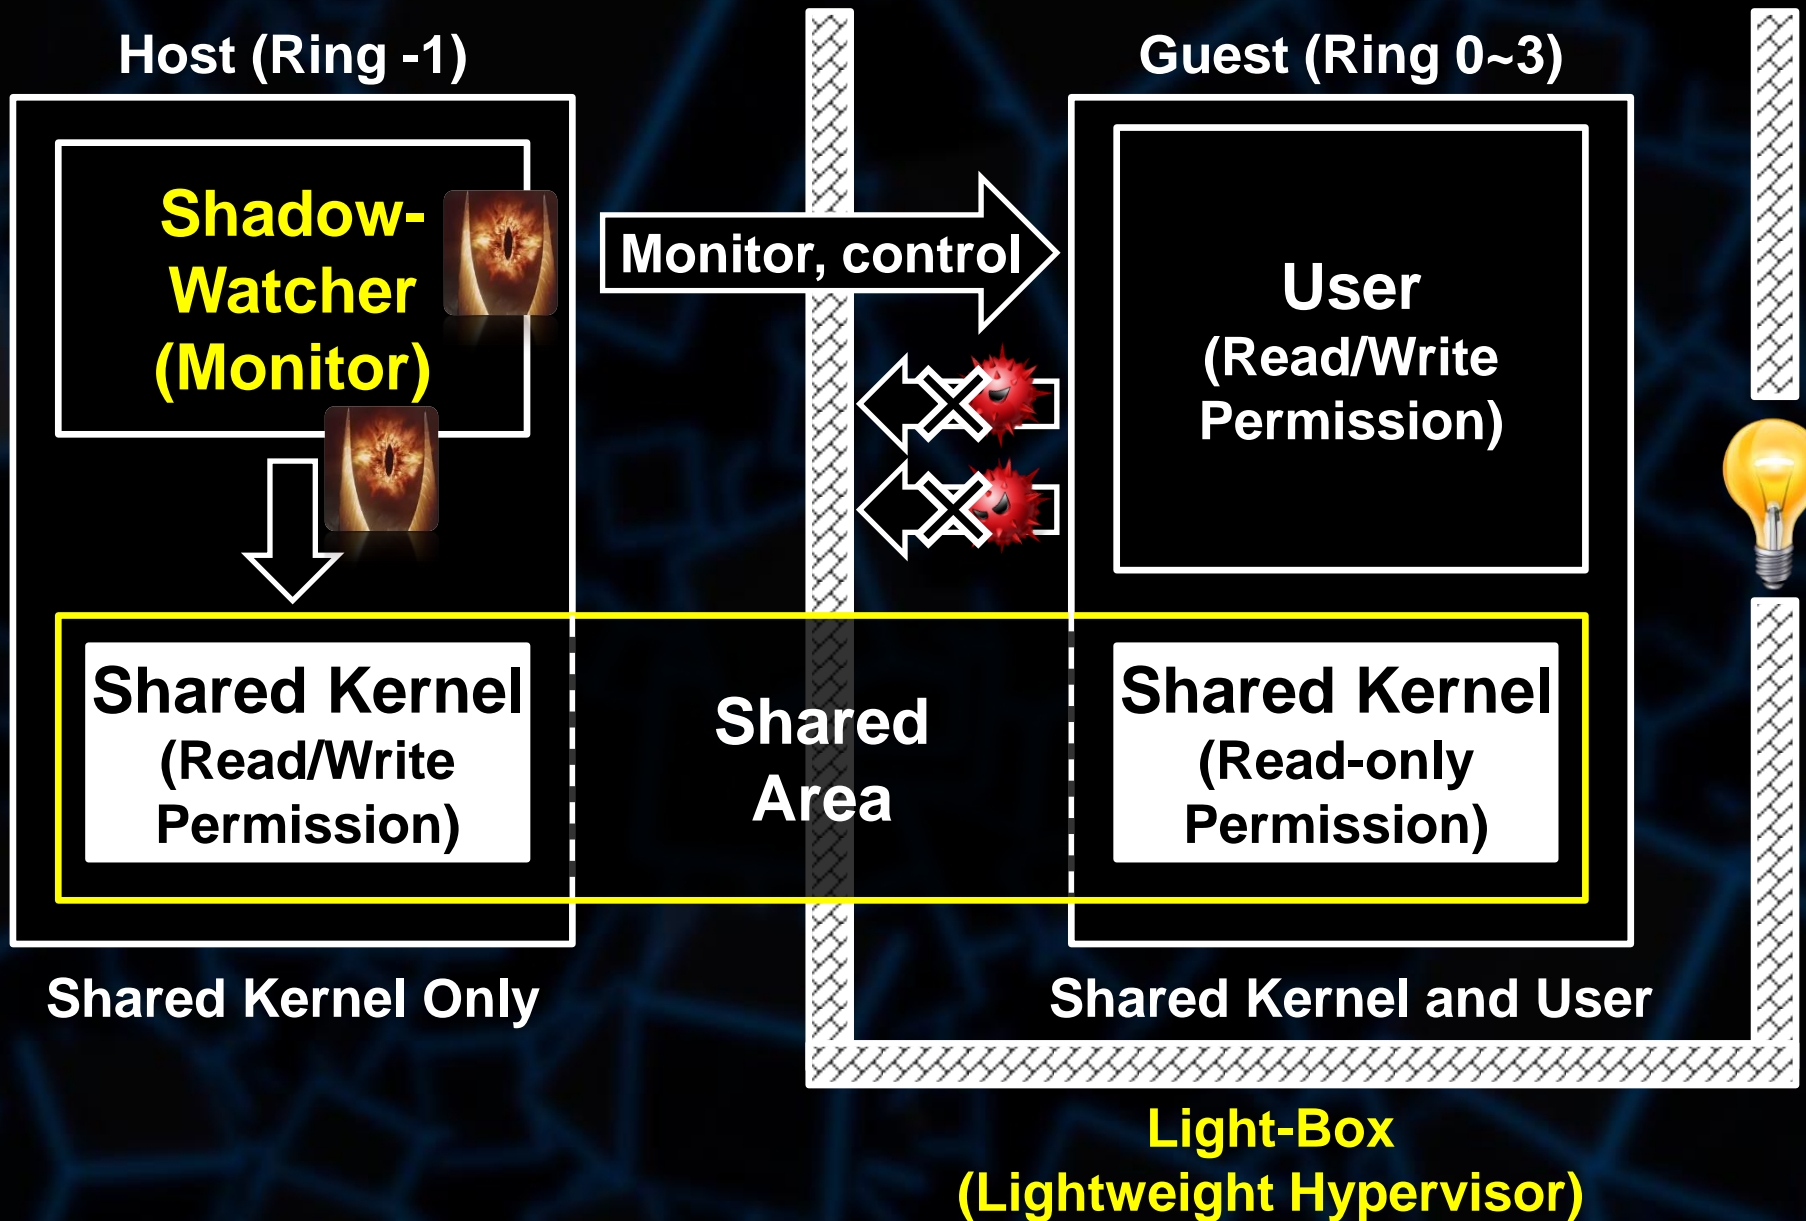 Host (Ring -1)
Guest (Ring 0~3)
Shadow-
Watcher
(Monitor)
Monitor, control
User
(Read/Write
Permission)
Shared Kernel
(Read/Write
Permission)
Shared
Area
Shared Kernel
(Read-only
Permission)
Shared Kernel Only
Shared Kernel and User
Light-Box
(Lightweight Hypervisor)